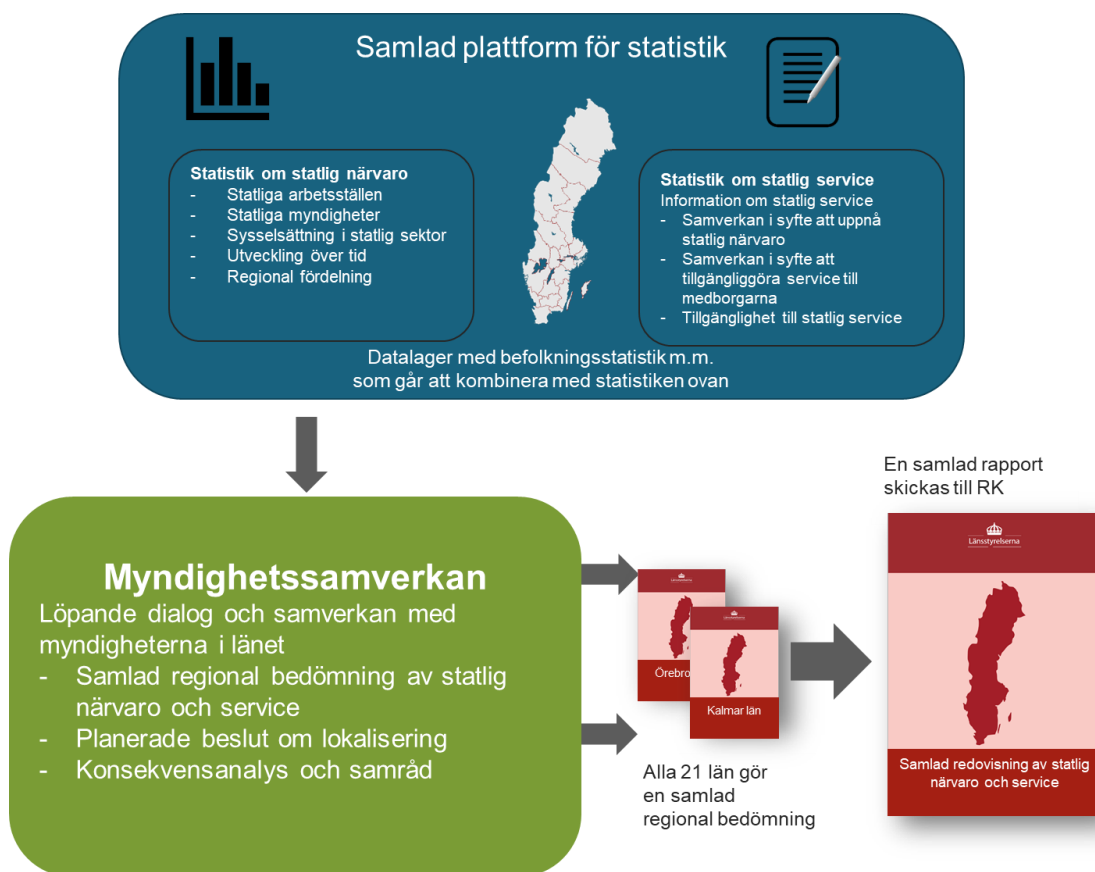 Samlad plattform för statistik
Statistik om statlig närvaro
- Statliga arbetsställen
- Statliga myndigheter
- Sysselsättning i statlig sektor
- Utveckling över tid
- Regional fördelning
Statistik om statlig service
Information om statlig service
- Samverkan i syfte att uppnå
statlig närvaro
- Samverkan i syfte att
tillgängliggöra service till
medborgarna
- Tillgänglighet till statlig service
Datalager med befolkningsstatistik m.m.
som går att kombinera med statistiken ovan
Myndighetssamverkan
Löpande dialog och samverkan med
myndigheterna i länet
- Samlad regional bedömning av statlig
närvaro och service
- Planerade beslut om lokalisering
- Konsekvensanalys och samråd
Örebro
Kalmar län
Alla 21 län gör
en samlad
regional bedömning
En samlad rapport
skickas till RK
Länsstyrelserna
Samlad redovisning av statlig
närvaro och service